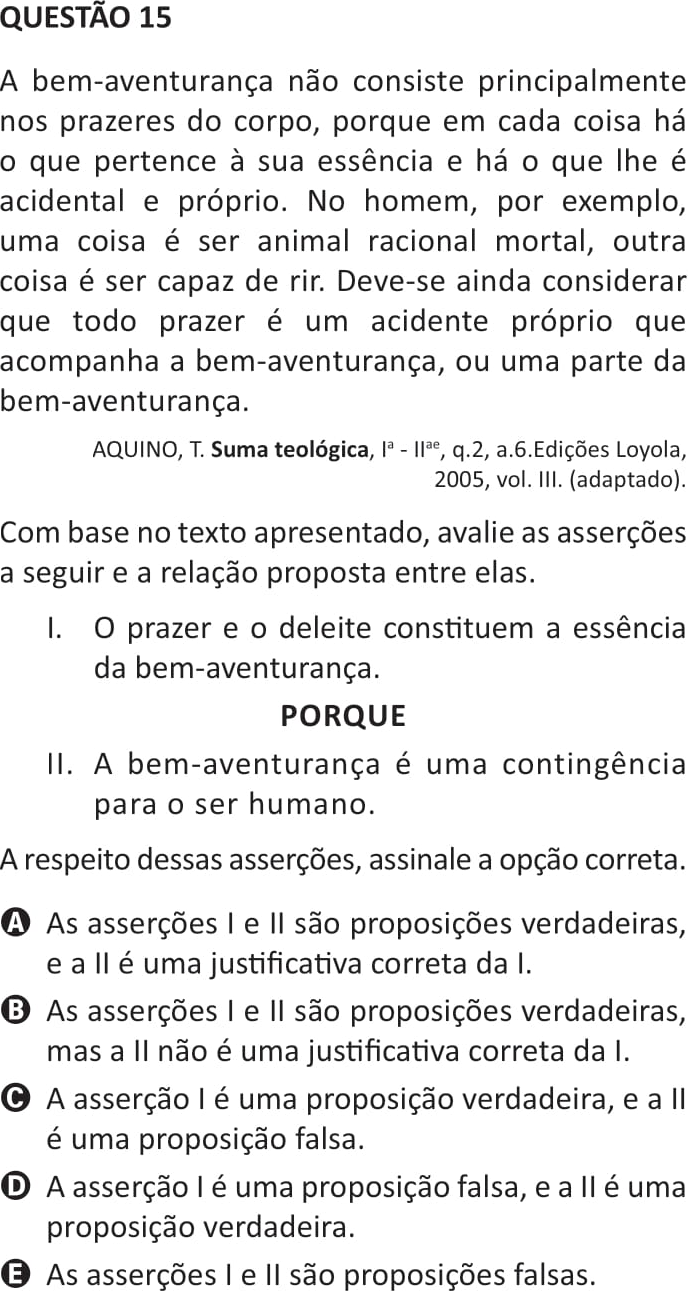 QUESTÃO 15
A bem-aventurança não consiste principalmente
nos prazeres do corpo, porque em cada coisa há
o que pertence à sua essência e há o que lhe é
acidental e próprio. No homem, por exemplo,
uma coisa é ser animal racional mortal, outra
coisa é ser capaz de rir. Deve-se ainda considerar
que todo prazer é um acidente próprio que
acompanha a bem-aventurança, ou uma parte da
bem-aventurança.
AQUINO, T. Suma teológica, Iª - IIªᵉ, q.2, a.6.Edições Loyola,
2005, vol. III. (adaptado).
Com base no texto apresentado, avalie as asserções
a seguir e a relação proposta entre elas.
I. O prazer e o deleite constituem a essência
da bem-aventurança.
PORQUE
II. A bem-aventurança é uma contingência
para o ser humano.
A respeito dessas asserções, assinale a opção correta.
A As asserções I e II são proposições verdadeiras,
e a II é uma justificativa correta da I.
B As asserções I e II são proposições verdadeiras,
mas a II não é uma justificativa correta da I.
C A asserção I é uma proposição verdadeira, e a II
é uma proposição falsa.
D A asserção I é uma proposição falsa, e a II é uma
proposição verdadeira.
E As asserções I e II são proposições falsas.